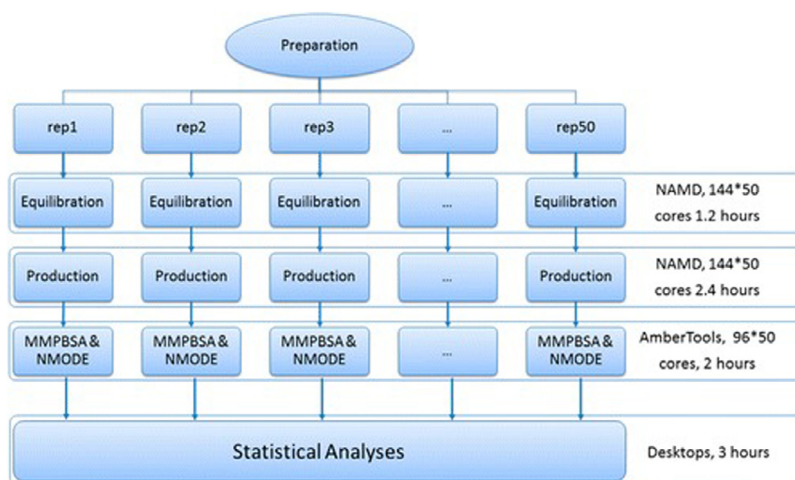 Preparation
rep1
rep2
rep3
...
rep50
Equilibration
Equilibration
Equilibration
...
Equilibration
NAMD, 144*50
cores 1.2 hours
Production
Production
Production
...
Production
NAMD, 144*50
cores 2.4 hours
MMPBSA &
NMODE
MMPBSA &
NMODE
MMPBSA &
NMODE
...
MMPBSA &
NMODE
AmberTools, 96*50
cores, 2 hours
Statistical Analyses
Desktops, 3 hours